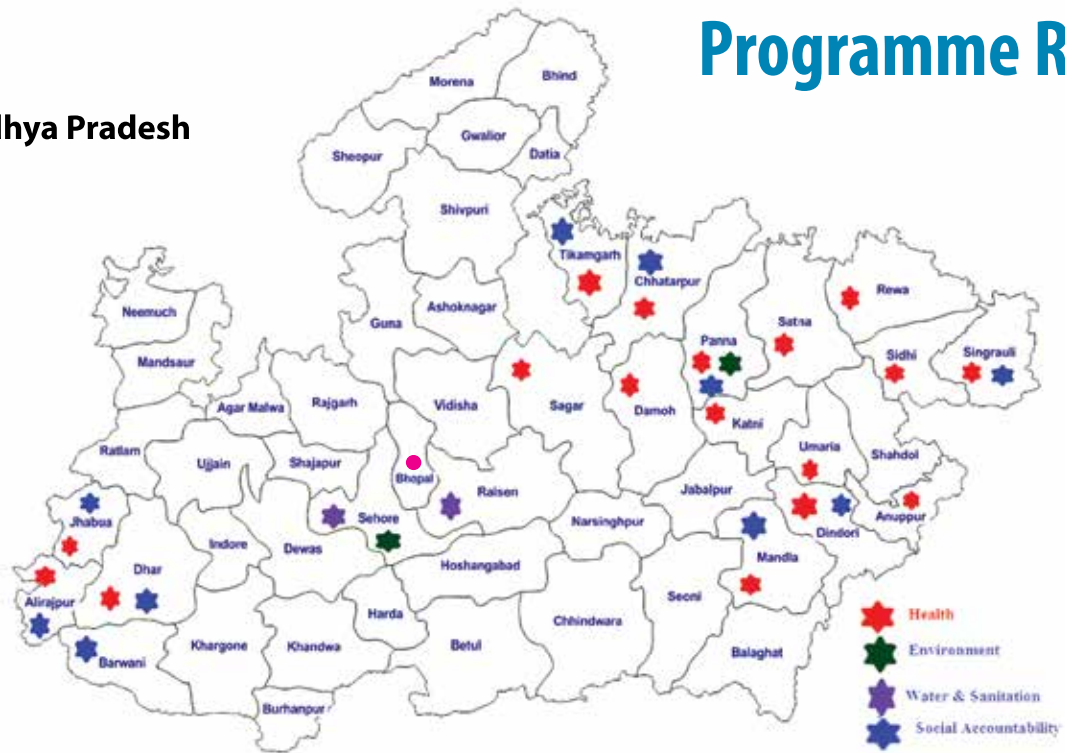 Programme R
dhya Pradesh
Morena
Bhind
Gwalior
Sheopur
Datia
Shivpuri
Tikamgarh
Chhatarpur
Neemuch
Ashoknagar
Guna
Rewa
Satna
Panna
Mandsaur
Sidhi
Singrauli
Agar Malwa
Rajgarh
Vidisha
Sagar
Damoh
Katni
Ratlam
Ujjain
Shajapur
Bhopal
Umaria
Shahdol
Raisen
Jabalpur
Jhabua
Sehore
Narsinghpur
Anuppur
Indore
Dewas
Dindori
Mandla
Dhar
Hoshangabad
Alirajpur
Harda
Seoni
Chhindwara
Khargone
Khandwa
Betul
Balaghat
Barwani
Burhanpur
Health
Environment
Water & Sanitation
Social Accountability